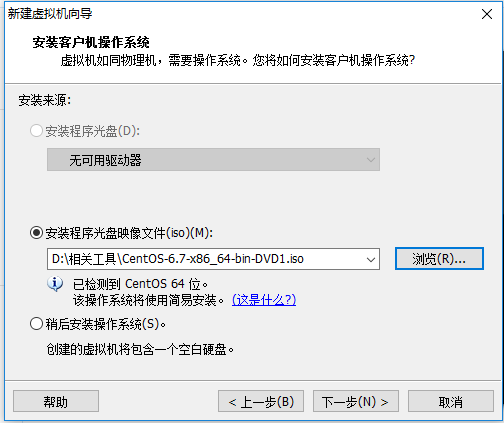 新建虚拟机向导
安装客户机操作系统
虚拟机如同物理机，需要操作系统。您将如何安装客户机操作系统?
安装来源:
安装程序光盘(D):
无可用驱动器
安装程序光盘映像文件(iso)(M):
D:\相关工具\CentOS-6.7-x86_64-bin-DVD1.iso
浏览(R)...
已检测到 CentOS 64 位。
该操作系统将使用简易安装。 (这是什么?)
稍后安装操作系统(S)。
创建的虚拟机将包含一个空白硬盘。
帮助 < 上一步(B) 下一步(N) > 取消